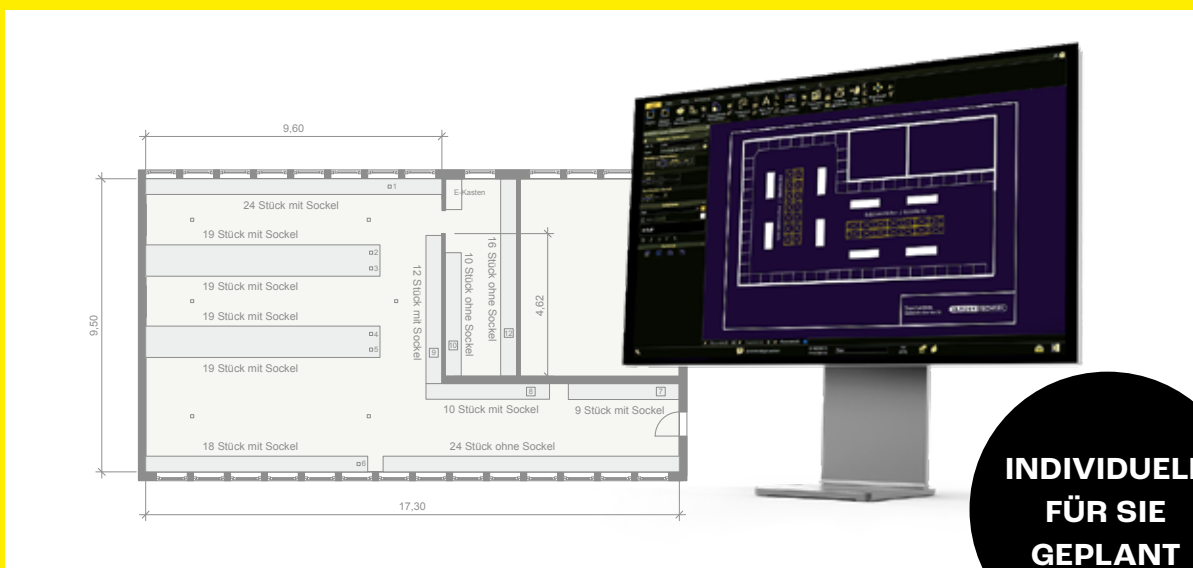 9,60
E-Kasten
1
24 Stück mit Sockel
19 Stück mit Sockel
2
3
19 Stück mit Sockel
19 Stück mit Sockel
4
5
19 Stück mit Sockel
18 Stück mit Sockel
6
12 Stück mit Sockel
9
10 Stück ohne Sockel
10
16 Stück ohne Sockel
12
4,62
8
10 Stück mit Sockel
7
9 Stück mit Sockel
24 Stück ohne Sockel
9,50
17,30
INDIVIDUELL
FÜR SIE
GEPLANT